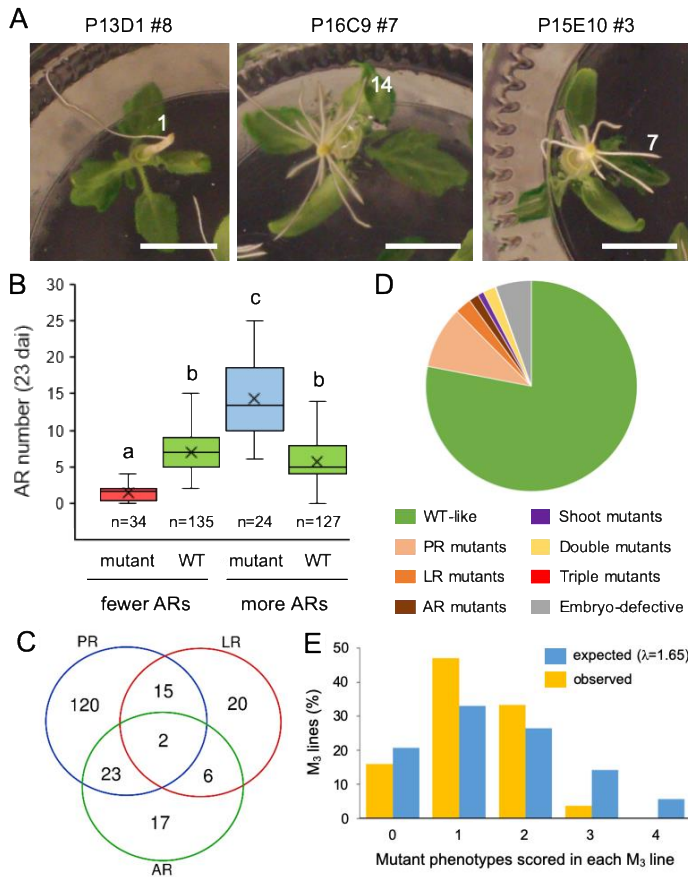 A
P13D1 #8
P16C9 #7
P15E10 #3
1
14
7
B
30
25
20
15
10
5
0
AR number (23 dai)
a
b
c
b
n=34
n=135
n=24
n=127
mutant
WT
mutant
WT
fewer ARs
more ARs
D
WT-like
PR mutants
LR mutants
AR mutants
Shoot mutants
Double mutants
Triple mutants
Embryo-defective
C
PR
LR
120
15
20
2
23
6
17
AR
E
50
40
30
20
10
0
M3 lines (%)
expected (λ=1.65)
observed
0
1
2
3
4
Mutant phenotypes scored in each M3 line